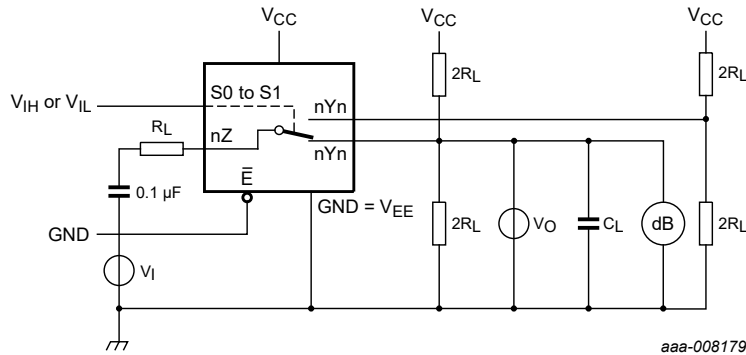 VCC
VCC
VCC
S0 to S1
2RL
2RL
VIH or VIL
nYn
RL
nZ
nYn
E̅
0.1 µF
GND = VEE
2RL
VO
CL
dB
2RL
GND
VI
aaa-008179